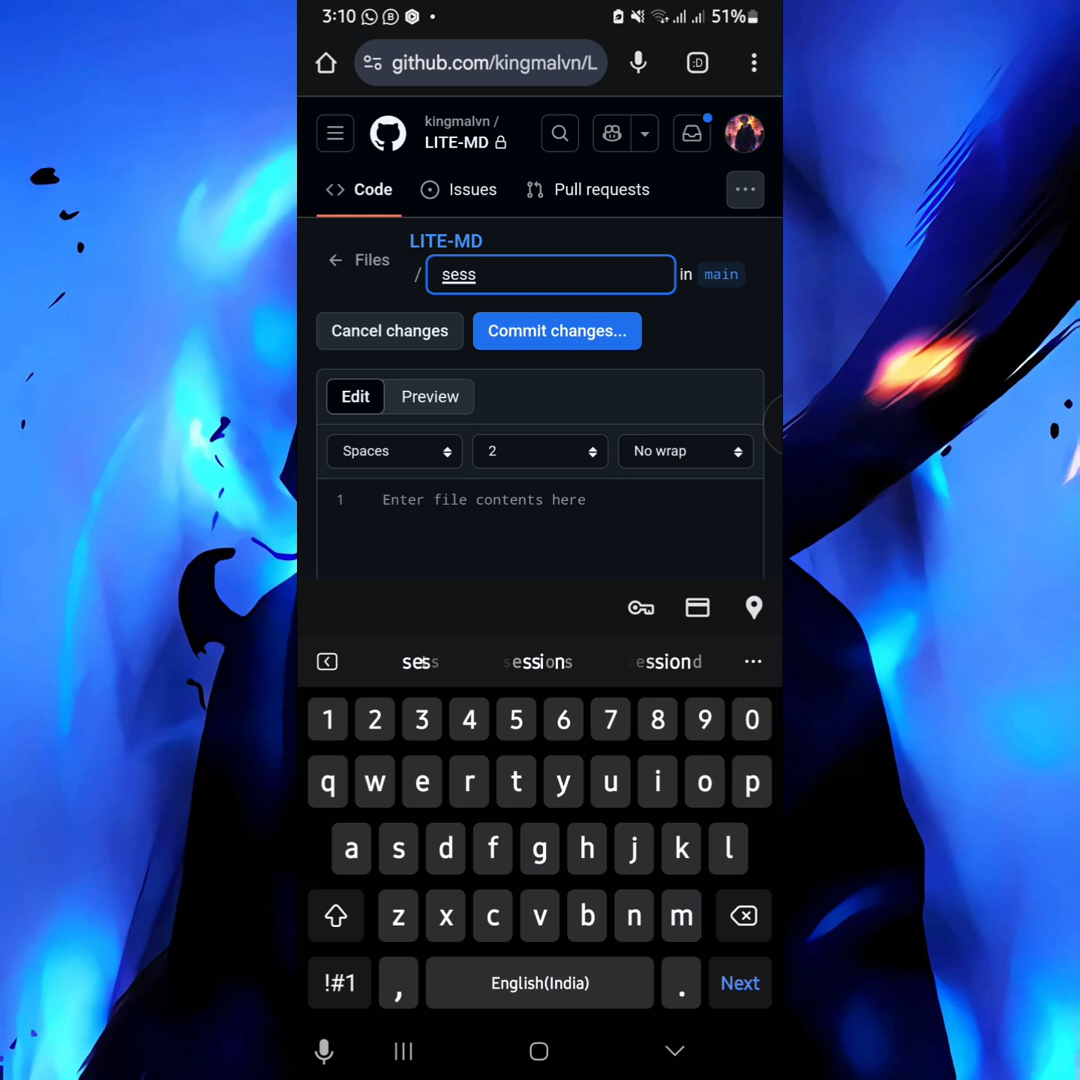 3:10 51%
github.com/kingmalvn/L :D
kingmalvn /
LITE-MD
Code Issues Pull requests
LITE-MD
Files
/ sess in main
Cancel changes Commit changes...
Edit Preview
Spaces 2 No wrap
1 Enter file contents here
sess sessions sessiond
1 2 3 4 5 6 7 8 9 0
q w e r t y u i o p
a s d f g h j k l
z x c v b n m
!#1 , English(India) . Next